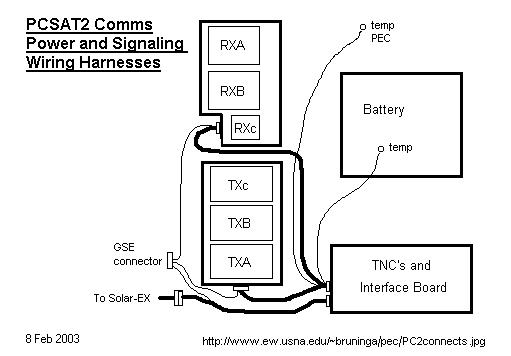 PCSAT2 Comms
Power and Signaling
Wiring Harnesses
RXA
RXB
RXc
temp
PEC
Battery
temp
TXc
TXB
TXA
GSE
connector
To Solar-EX
TNC's and
Interface Board
8 Feb 2003
http://www.ew.usna.edu/~bruninga/pec/PC2connects.jpg